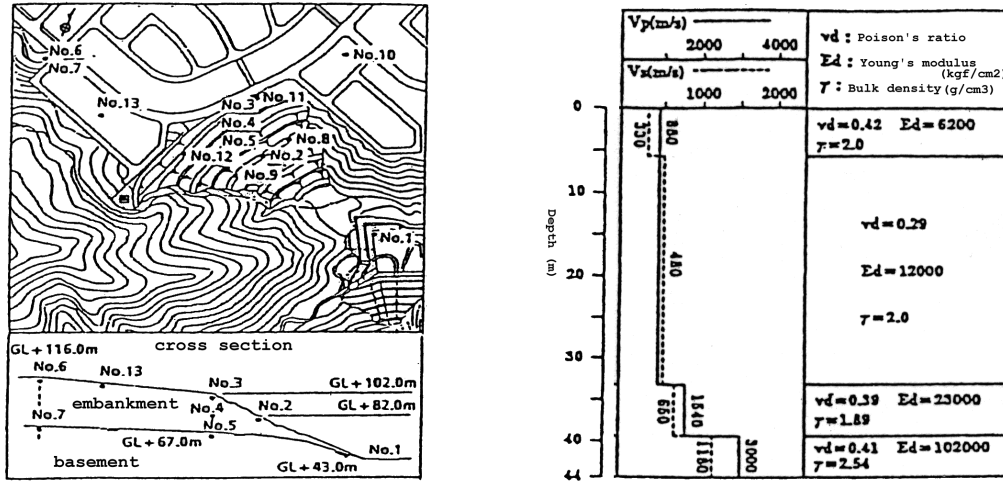 No.6
No.7
No.10
No.13
No.11
No.3
No.4
No.5
No.8
No.12
No.2
No.9
No.1
cross section
GL+116.0m
No.6
No.13
No.3
GL+102.0m
embankment
No.4
No.2
GL+82.0m
No.7
No.5
GL+67.0m
No.1
basement
GL+43.0m
Vp(m/s)
2000 4000
Vs(m/s)
1000 2000
νd : Poison's ratio
Ed : Young's modulus
(kgf/cm2)
γ : Bulk density(g/cm3)
Depth (m)
0
10
20
30
40
44
330
860
480
660
1540
1160
3000
νd=0.42 Ed=6200
γ=2.0
νd=0.29
Ed=12000
γ=2.0
νd=0.39 Ed=23000
γ=1.89
νd=0.41 Ed=102000
γ=2.54